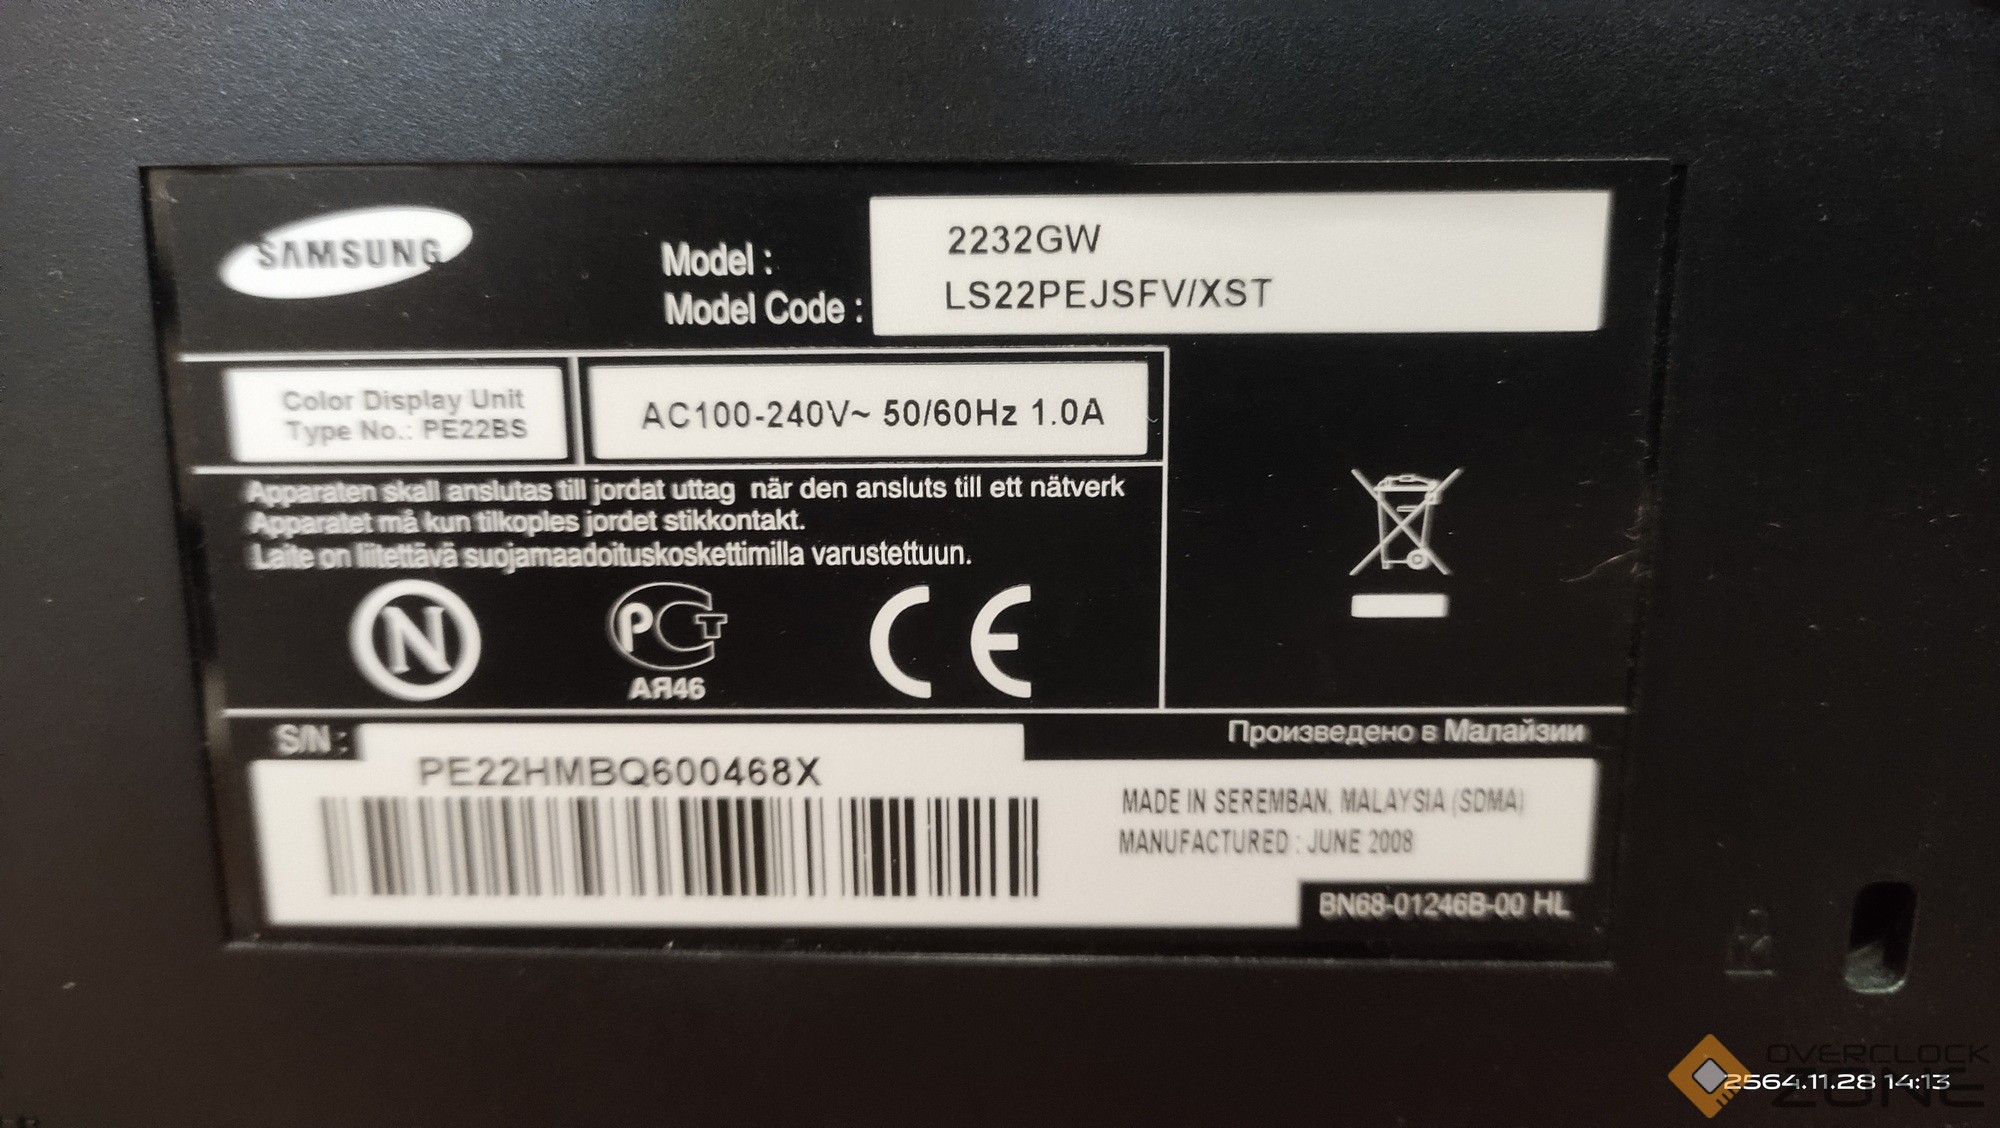 SAMSUNG
Model :
2232GW
Model Code :
LS22PEJSFV/XST
Color Display Unit
Type No.: PE22BS
AC100-240V~ 50/60Hz 1.0A
Apparaten skall anslutas till jordat uttag när den ansluts till ett nätverk
Apparatet må kun tilkoples jordet stikkontakt.
Laite on liitettävä suojamaadoituskoskettimilla varustettuun.
N
РСТ
АЯ46
CE
S/N :
PE22HMBQ600468X
Произведено в Малайзии
MADE IN SEREMBAN, MALAYSIA (SDMA)
MANUFACTURED : JUNE 2008
BN68-01246B-00 HL
K
OVERCLOCK
ZONE
2564.11.28 14:13